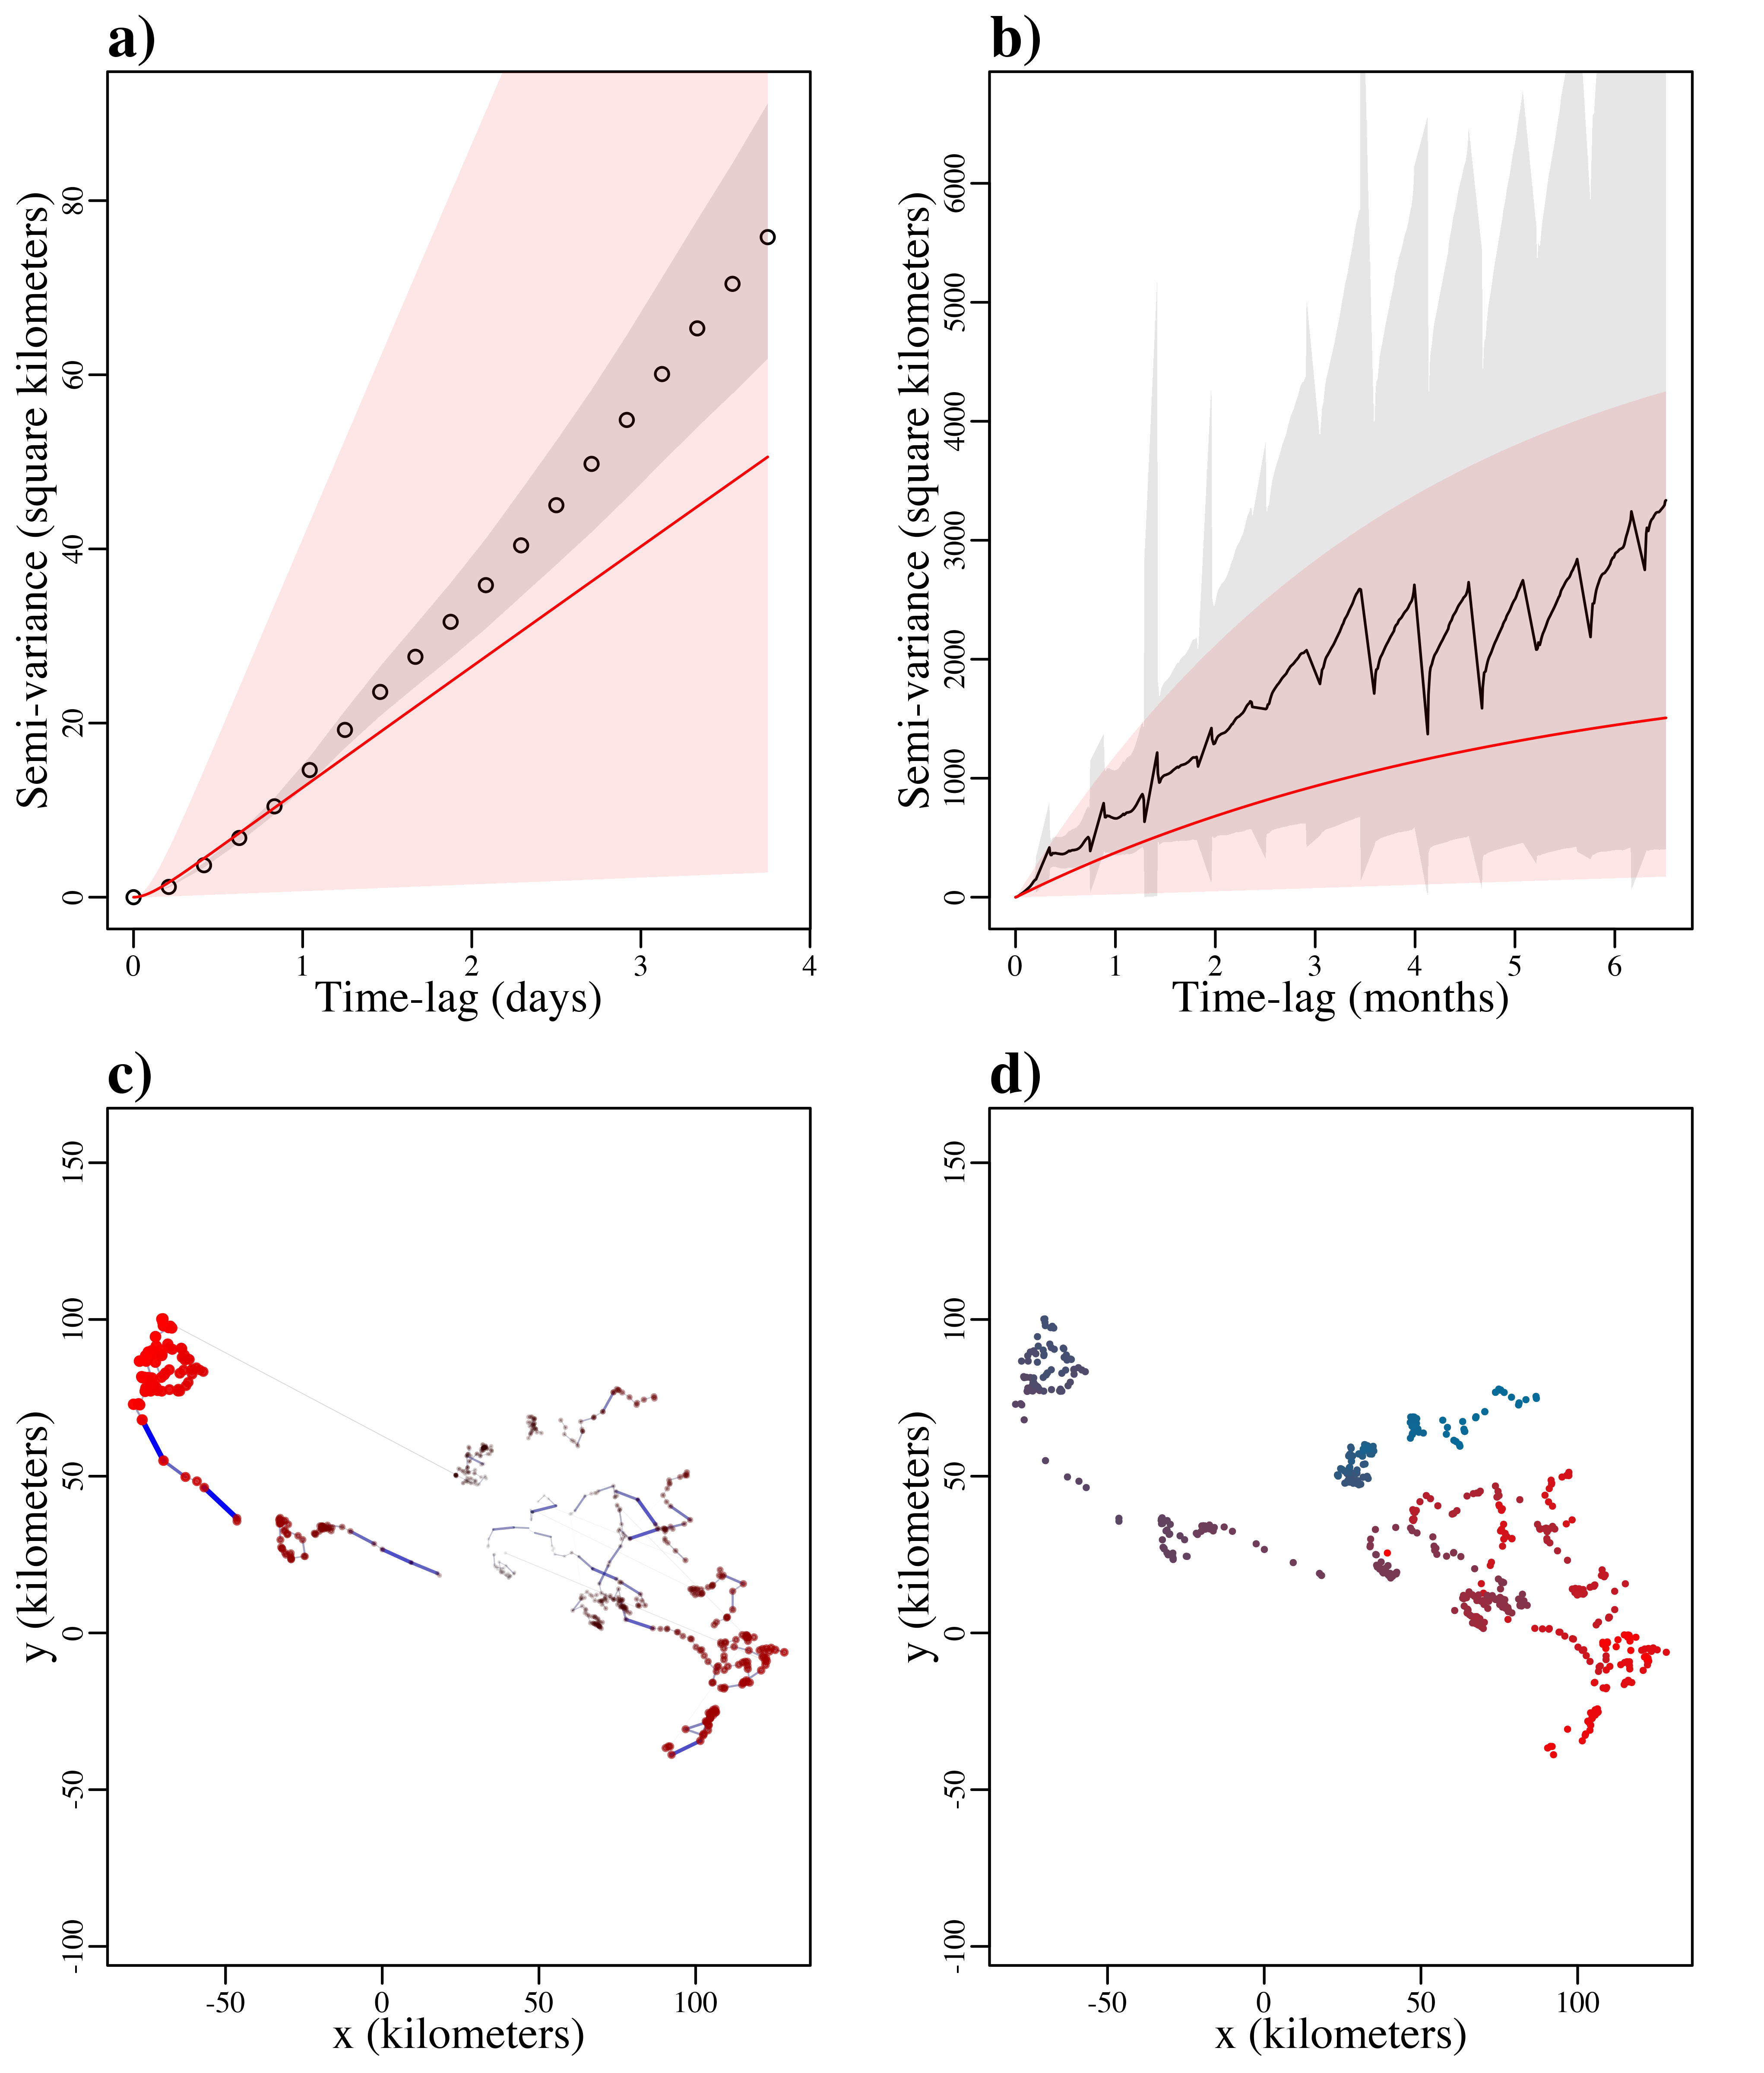 a)
Semi-variance (square kilometers)
0 20 40 60 80
0 1 2 3 4
Time-lag (days)
b)
Semi-variance (square kilometers)
0 1000 2000 3000 4000 5000 6000
0 1 2 3 4 5 6
Time-lag (months)
c)
y (kilometers)
-100 -50 0 50 100 150
-50 0 50 100
x (kilometers)
d)
y (kilometers)
-100 -50 0 50 100 150
-50 0 50 100
x (kilometers)